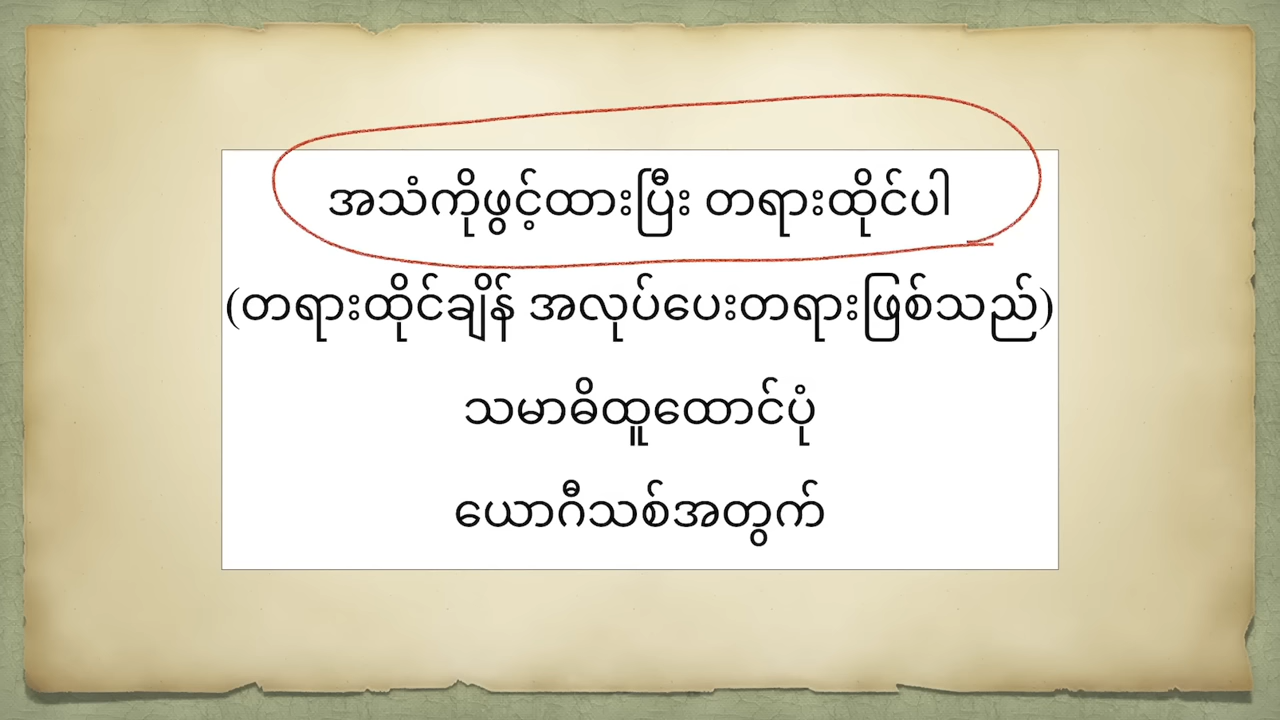 အသံကိုဖွင့်ထားပြီး တရားထိုင်ပါ
(တရားထိုင်ချိန် အလုပ်ပေးတရားဖြစ်သည်)
သမာဓိထူထောင်ပုံ
ယောဂီသစ်အတွက်